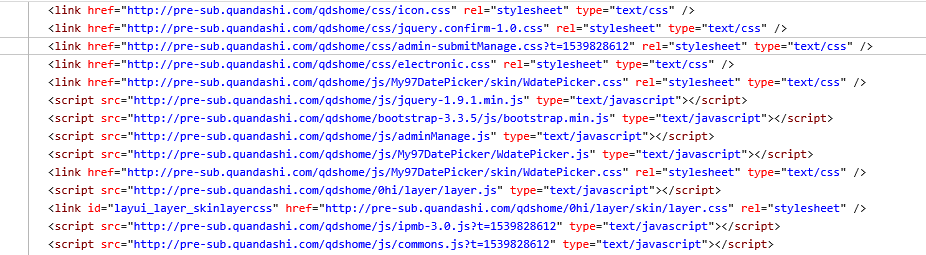 <link href="http://pre-sub.quandashi.com/qdshome/css/icon.css" rel="stylesheet" type="text/css" />
<link href="http://pre-sub.quandashi.com/qdshome/css/jquery.confirm-1.0.css" rel="stylesheet" type="text/css" />
<link href="http://pre-sub.quandashi.com/qdshome/css/admin-submitManage.css?t=1539828612" rel="stylesheet" type="text/css" />
<link href="http://pre-sub.quandashi.com/qdshome/css/electronic.css" rel="stylesheet" type="text/css" />
<link href="http://pre-sub.quandashi.com/qdshome/js/My97DatePicker/skin/WdatePicker.css" rel="stylesheet" type="text/css" />
<script src="http://pre-sub.quandashi.com/qdshome/js/jquery-1.9.1.min.js" type="text/javascript"></script>
<script src="http://pre-sub.quandashi.com/qdshome/bootstrap-3.3.5/js/bootstrap.min.js" type="text/javascript"></script>
<script src="http://pre-sub.quandashi.com/qdshome/js/adminManage.js" type="text/javascript"></script>
<script src="http://pre-sub.quandashi.com/qdshome/js/My97DatePicker/WdatePicker.js" type="text/javascript"></script>
<link href="http://pre-sub.quandashi.com/qdshome/js/My97DatePicker/skin/WdatePicker.css" rel="stylesheet" type="text/css" />
<script src="http://pre-sub.quandashi.com/qdshome/0hi/layer/layer.js" type="text/javascript"></script>
<link id="layui_layer_skinlayercss" href="http://pre-sub.quandashi.com/qdshome/0hi/layer/skin/layer.css" rel="stylesheet" />
<script src="http://pre-sub.quandashi.com/qdshome/js/ipmb-3.0.js?t=1539828612" type="text/javascript"></script>
<script src="http://pre-sub.quandashi.com/qdshome/js/commons.js?t=1539828612" type="text/javascript"></script>